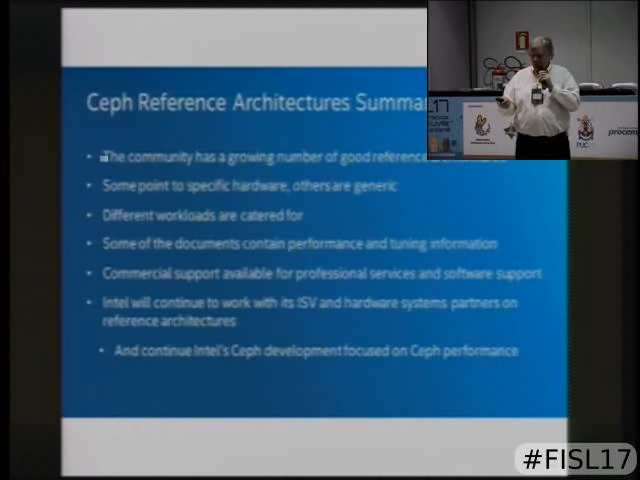 Ceph Reference Architectures
The community has a growing number of good
Some point to specific hardware, others are generic
Different workloads are catered for
Some of the documents contain performance and tuning information
Commercial support available for professional services and software support
Intel will continue to work with its ISV and hardware systems partners on
reference architectures
And continue Intel's Ceph development focused on Ceph performance
PUC
#FISL17